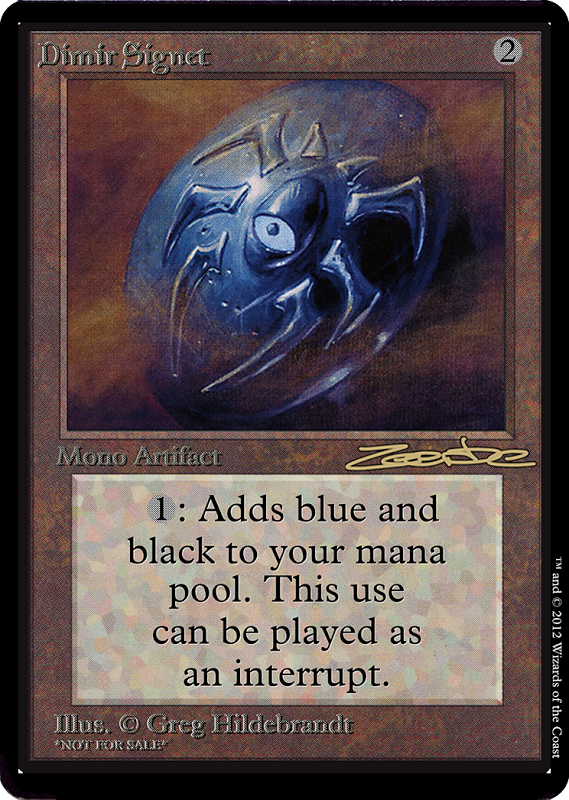 Dimir Signet 2
Mono Artifact
1: Adds blue and
black to your mana
pool. This use
can be played as
an interrupt.
Illus. © Greg Hildebrandt
*NOT FOR SALE*
™ and © 2012 Wizards of the Coast